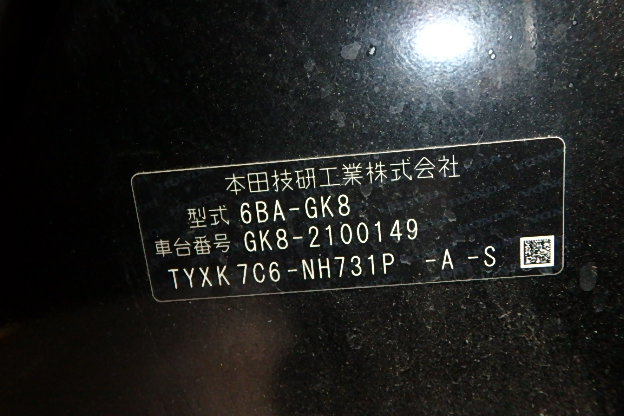 本田技研工業株式会社
型式 6BA-GK8
車台番号 GK8-2100149
TYXK7C6-NH731P -A-S